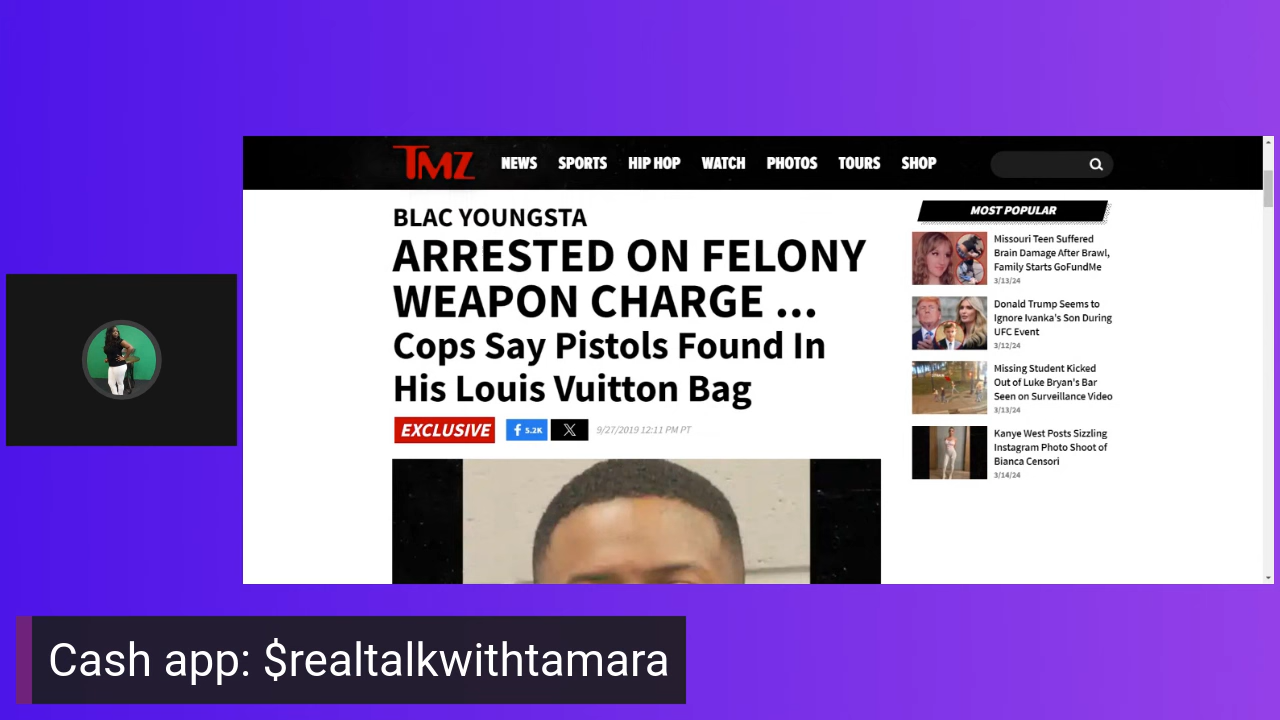 TMZ
NEWS SPORTS HIP HOP WATCH PHOTOS TOURS SHOP
BLAC YOUNGSTA
ARRESTED ON FELONY
WEAPON CHARGE ...
Cops Say Pistols Found In
His Louis Vuitton Bag
EXCLUSIVE
5.2K
9/27/2019 12:11 PM PT
MOST POPULAR
Missouri Teen Suffered
Brain Damage After Brawl,
Family Starts GoFundMe
3/13/24
Donald Trump Seems to
Ignore Ivanka's Son During
UFC Event
3/12/24
Missing Student Kicked
Out of Luke Bryan's Bar
Seen on Surveillance Video
3/13/24
Kanye West Posts Sizzling
Instagram Photo Shoot of
Bianca Censori
3/14/24
Cash app: $realtalkwithtamara